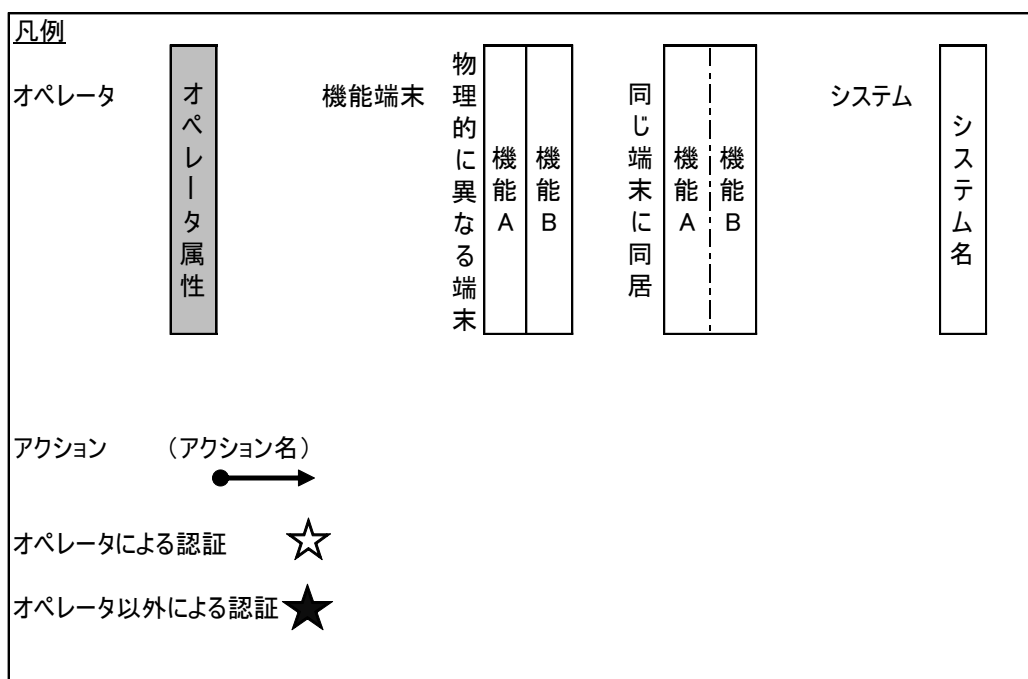 凡例
オペレータ
オペレータ属性
機能端末
物理的に異なる端末
機能A
機能B
同じ端末に同居
機能A
機能B
システム
システム名
アクション
（アクション名）
オペレータによる認証
オペレータ以外による認証